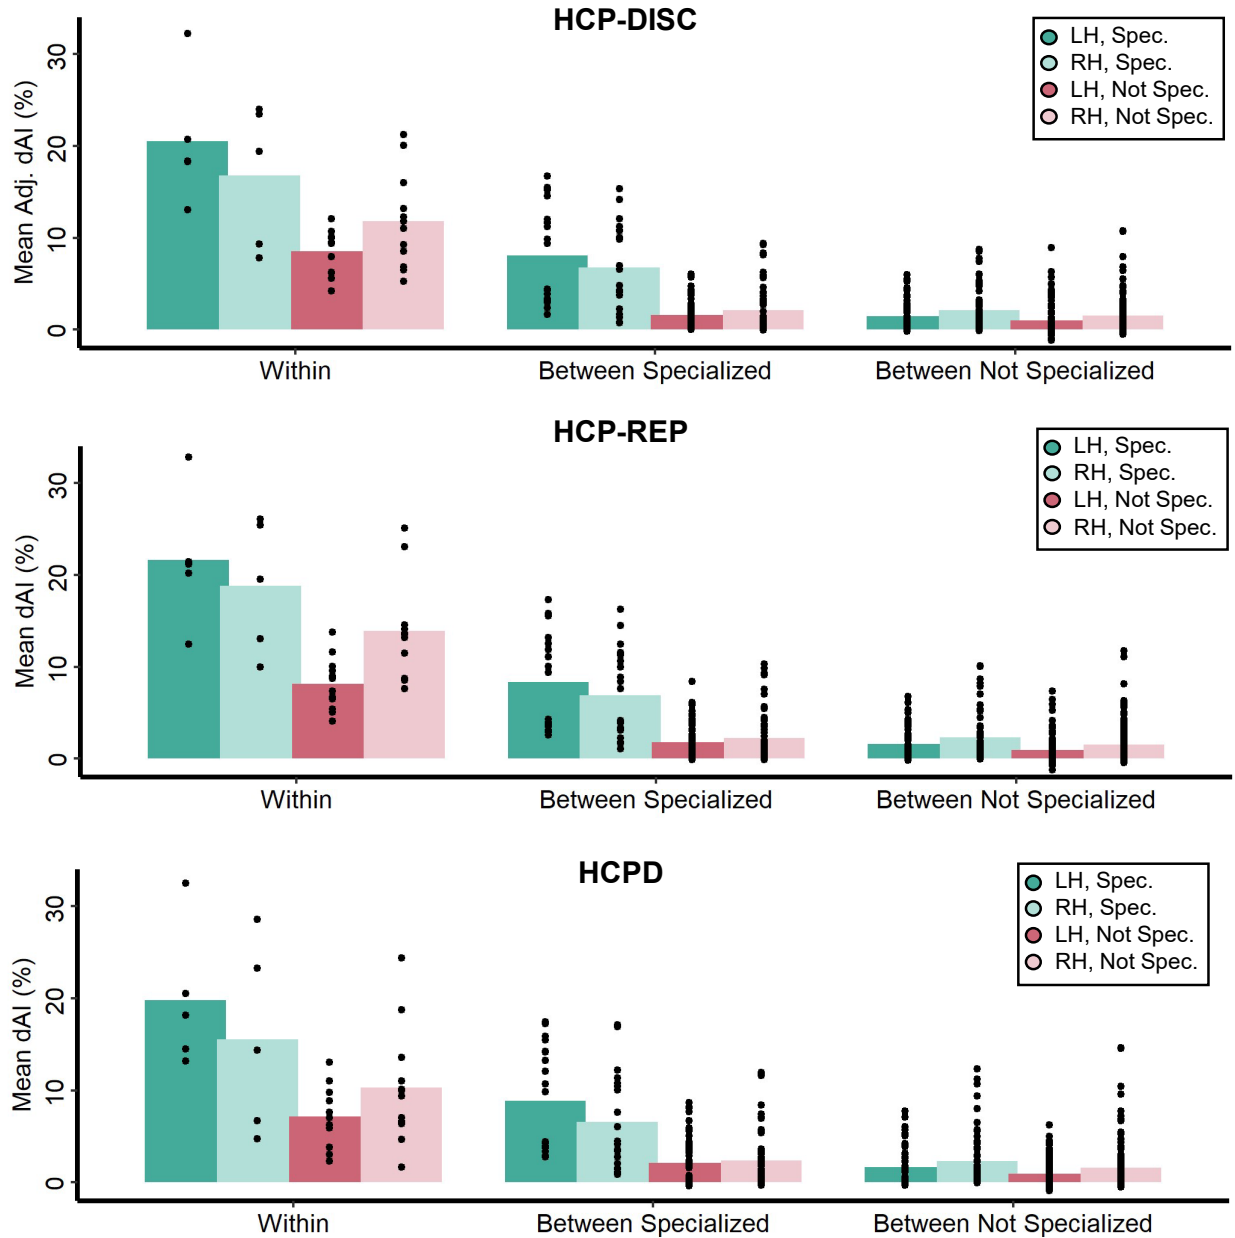 HCP-DISC
LH, Spec.
RH, Spec.
LH, Not Spec.
RH, Not Spec.
Mean Adj. dAI (%)
30
20
10
0
Within
Between Specialized
Between Not Specialized
HCP-REP
LH, Spec.
RH, Spec.
LH, Not Spec.
RH, Not Spec.
Mean dAI (%)
30
20
10
0
Within
Between Specialized
Between Not Specialized
HCPD
LH, Spec.
RH, Spec.
LH, Not Spec.
RH, Not Spec.
Mean dAI (%)
30
20
10
0
Within
Between Specialized
Between Not Specialized